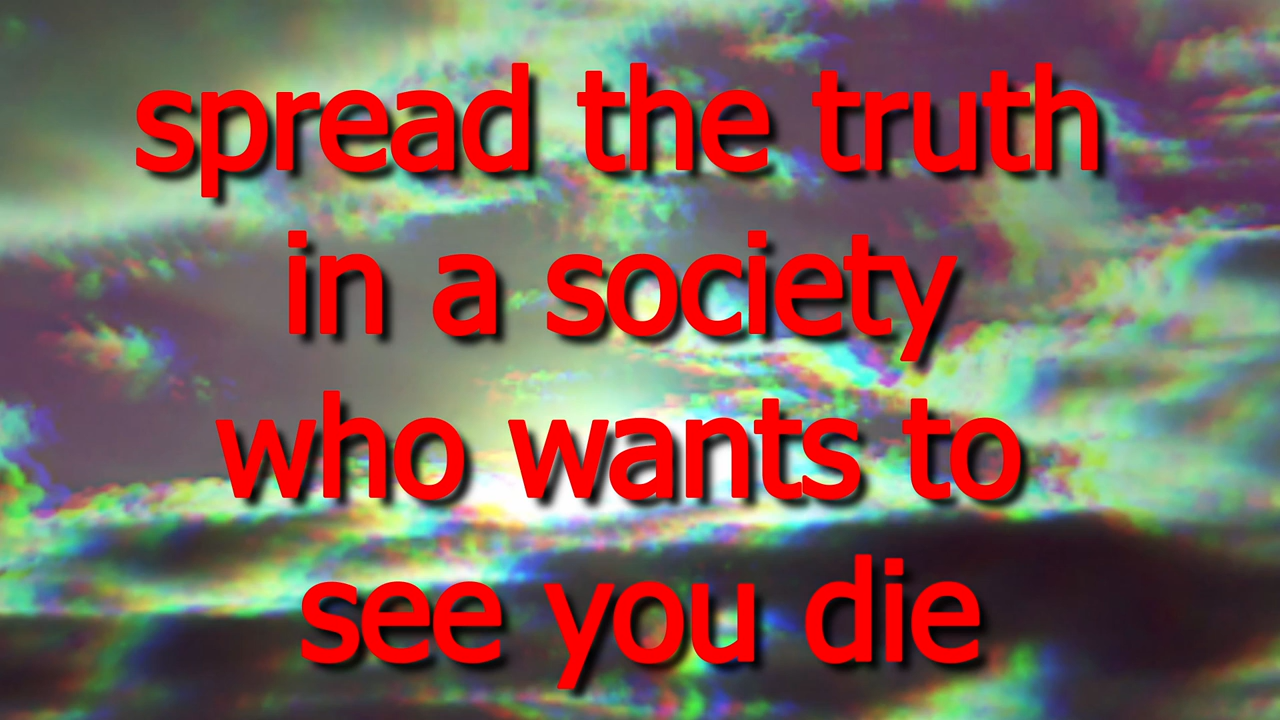 spread the truth
in a society
who wants to
see you die